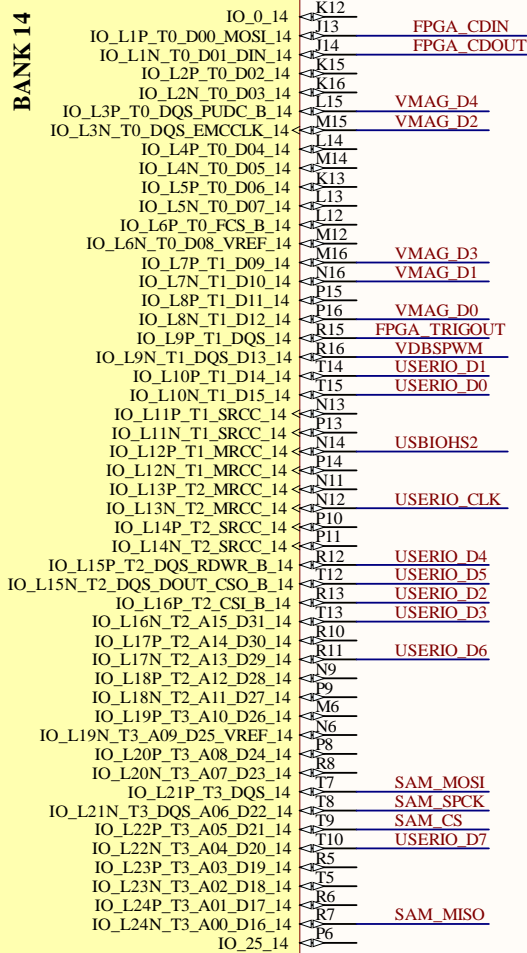 BANK 14
IO_0_14 K12
IO_L1P_T0_D00_MOSI_14 J13 FPGA_CDIN
IO_L1N_T0_D01_DIN_14 J14 FPGA_CDOUT
IO_L2P_T0_D02_14 K15
IO_L2N_T0_D03_14 K16
IO_L3P_T0_DQS_PUDC_B_14 L15 VMAG_D4
IO_L3N_T0_DQS_EMCCLK_14 M15 VMAG_D2
IO_L4P_T0_D04_14 L14
IO_L4N_T0_D05_14 M14
IO_L5P_T0_D06_14 K13
IO_L5N_T0_D07_14 L13
IO_L6P_T0_FCS_B_14 L12
IO_L6N_T0_D08_VREF_14 M12
IO_L7P_T1_D09_14 M16 VMAG_D3
IO_L7N_T1_D10_14 N16 VMAG_D1
IO_L8P_T1_D11_14 P15
IO_L8N_T1_D12_14 P16 VMAG_D0
IO_L9P_T1_DQS_14 R15 FPGA_TRIGOUT
IO_L9N_T1_DQS_D13_14 R16 VDBSPWM
IO_L10P_T1_D14_14 T14 USERIO_D1
IO_L10N_T1_D15_14 T15 USERIO_D0
IO_L11P_T1_SRCC_14 N13
IO_L11N_T1_SRCC_14 P13
IO_L12P_T1_MRCC_14 N14 USBIOHS2
IO_L12N_T1_MRCC_14 P14
IO_L13P_T2_MRCC_14 N11
IO_L13N_T2_MRCC_14 N12 USERIO_CLK
IO_L14P_T2_SRCC_14 P10
IO_L14N_T2_SRCC_14 P11
IO_L15P_T2_DQS_RDWR_B_14 R12 USERIO_D4
IO_L15N_T2_DQS_DOUT_CSO_B_14 T12 USERIO_D5
IO_L16P_T2_CSI_B_14 R13 USERIO_D2
IO_L16N_T2_A15_D31_14 T13 USERIO_D3
IO_L17P_T2_A14_D30_14 R10
IO_L17N_T2_A13_D29_14 R11 USERIO_D6
IO_L18P_T2_A12_D28_14 N9
IO_L18N_T2_A11_D27_14 P9
IO_L19P_T3_A10_D26_14 M6
IO_L19N_T3_A09_D25_VREF_14 N6
IO_L20P_T3_A08_D24_14 P8
IO_L20N_T3_A07_D23_14 R8
IO_L21P_T3_DQS_14 T7 SAM_MOSI
IO_L21N_T3_DQS_A06_D22_14 T8 SAM_SPCK
IO_L22P_T3_A05_D21_14 T9 SAM_CS
IO_L22N_T3_A04_D20_14 T10 USERIO_D7
IO_L23P_T3_A03_D19_14 R5
IO_L23N_T3_A02_D18_14 T5
IO_L24P_T3_A01_D17_14 R6
IO_L24N_T3_A00_D16_14 R7 SAM_MISO
IO_25_14 P6